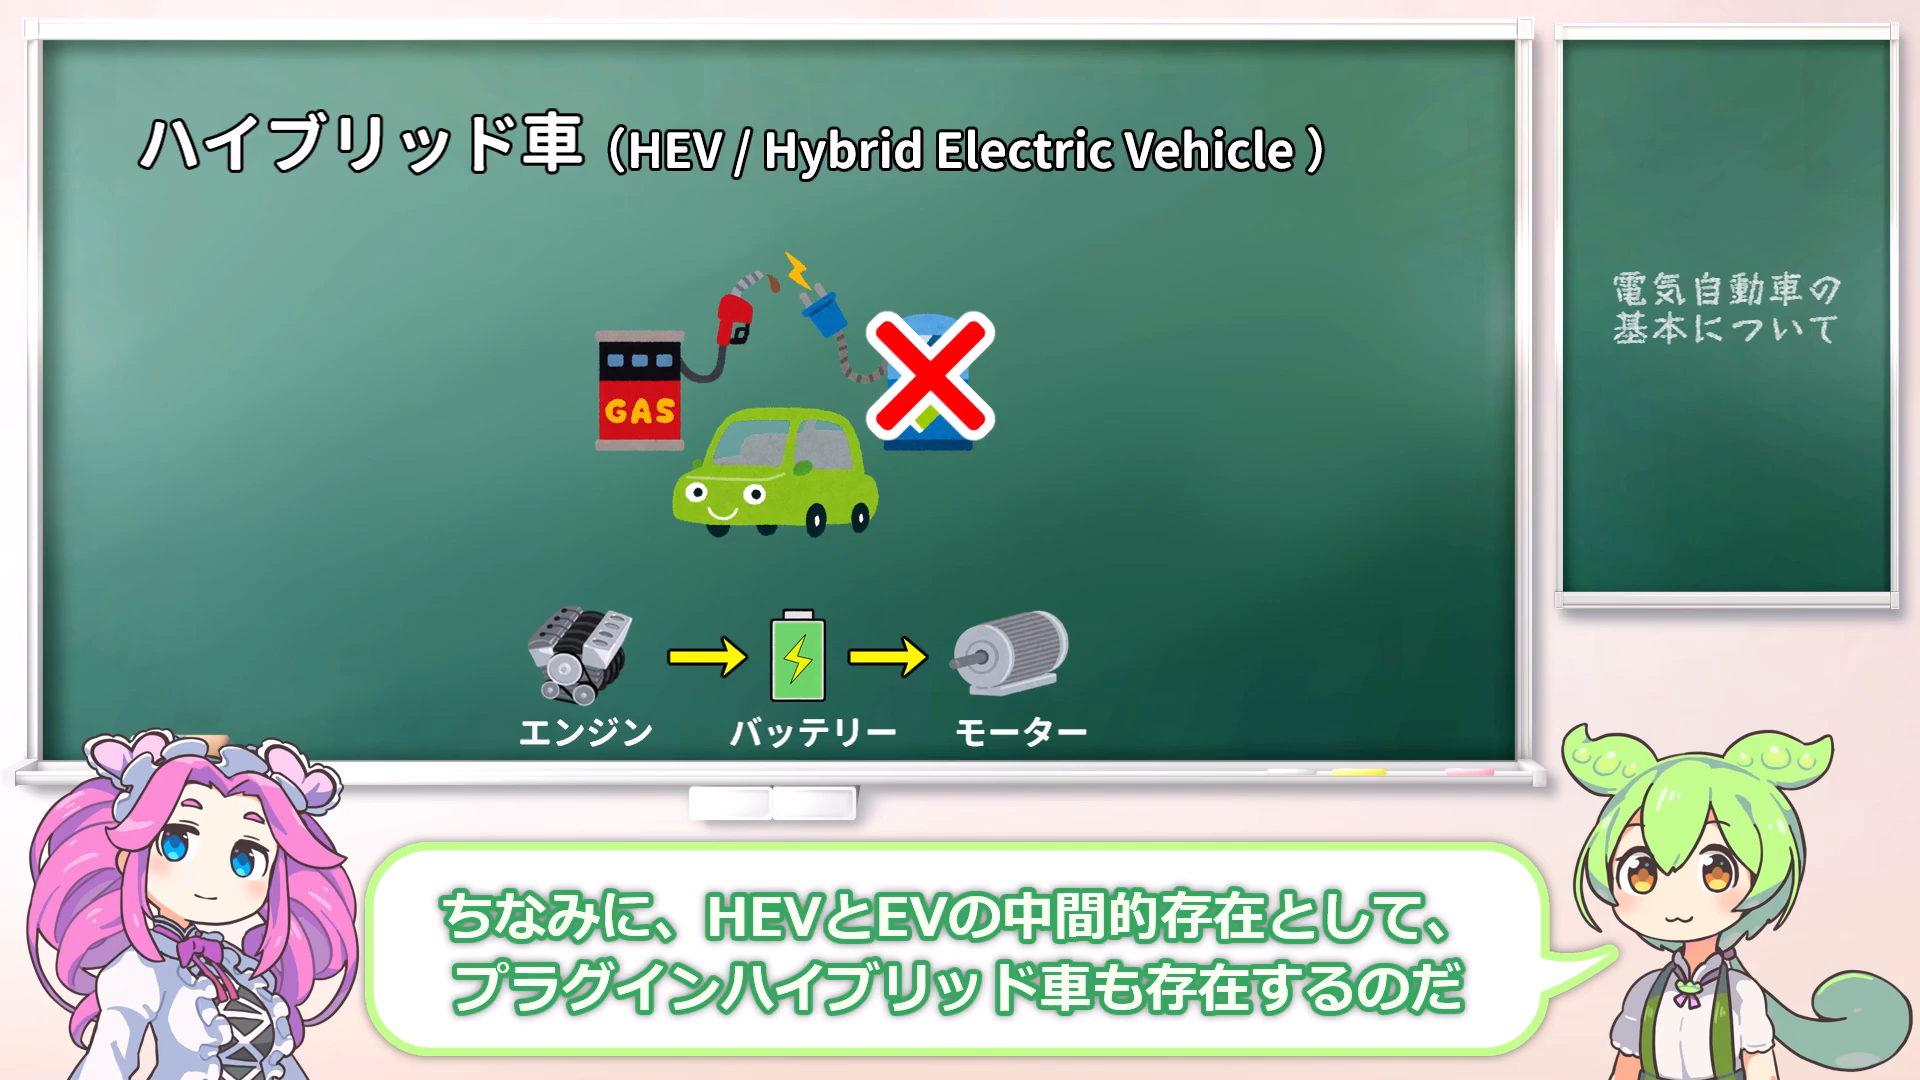 ハイブリッド車（HEV / Hybrid Electric Vehicle ）
GAS
エンジン
バッテリー
モーター
電気自動車の
基本について
ちなみに、HEVとEVの中間的存在として、
プラグインハイブリッド車も存在するのだ